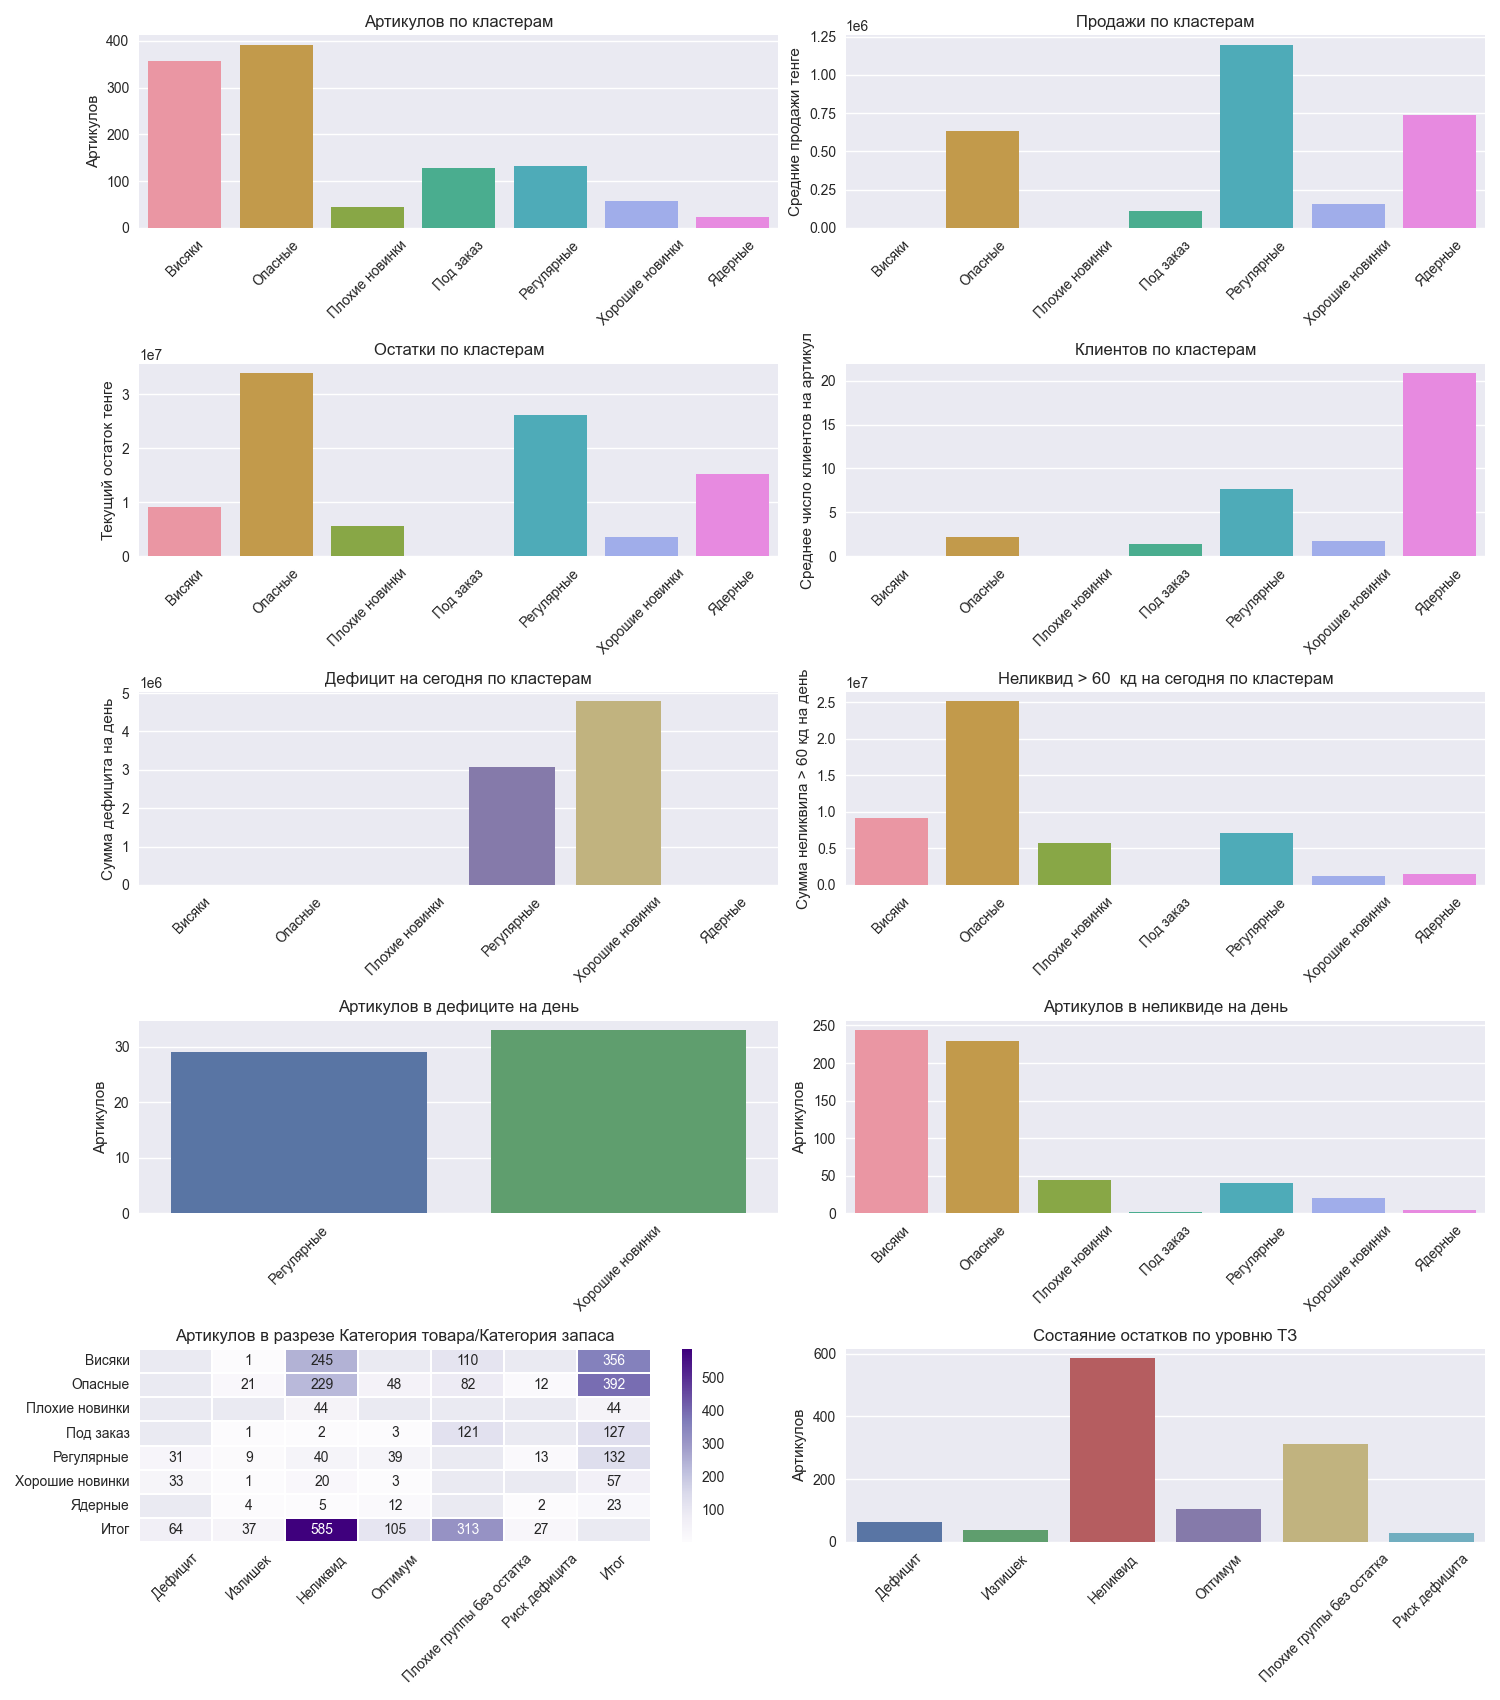 Артикулов по кластерам
Артикулов
400
300
200
100
0
Висяки
Опасные
Плохие новинки
Под заказ
Регулярные
Хорошие новинки
Ядерные
Продажи по кластерам
1e6
Средние продажи тенге
1.25
1.00
0.75
0.50
0.25
0.00
Висяки
Опасные
Плохие новинки
Под заказ
Регулярные
Хорошие новинки
Ядерные
Остатки по кластерам
1e7
Текущий остаток тенге
3
2
1
0
Висяки
Опасные
Плохие новинки
Под заказ
Регулярные
Хорошие новинки
Ядерные
Клиентов по кластерам
Среднее число клиентов на артикул
20
15
10
5
0
Висяки
Опасные
Плохие новинки
Под заказ
Регулярные
Хорошие новинки
Ядерные
Дефицит на сегодня по кластерам
1e6
Сумма дефицита на день
5
4
3
2
1
0
Висяки
Опасные
Плохие новинки
Регулярные
Хорошие новинки
Ядерные
Неликвид > 60 кд на сегодня по кластерам
1e7
Сумма неликвила > 60 кд на день
2.5
2.0
1.5
1.0
0.5
0.0
Висяки
Опасные
Плохие новинки
Под заказ
Регулярные
Хорошие новинки
Ядерные
Артикулов в дефиците на день
Артикулов
30
20
10
0
Регулярные
Хорошие новинки
Артикулов в неликвиде на день
Артикулов
250
200
150
100
50
0
Висяки
Опасные
Плохие новинки
Под заказ
Регулярные
Хорошие новинки
Ядерные
Артикулов в разрезе Категория товара/Категория запаса
Висяки 1 245 110 356
Опасные 21 229 48 82 12 392
Плохие новинки 44 44
Под заказ 1 2 3 121 127
Регулярные 31 9 40 39 13 132
Хорошие новинки 33 1 20 3 57
Ядерные 4 5 12 2 23
Итог 64 37 585 105 313 27
Дефицит
Излишек
Неликвид
Оптимум
Плохие группы без остатка
Риск дефицита
Итог
500
400
300
200
100
Состаяние остатков по уровню ТЗ
Артикулов
600
400
200
0
Дефицит
Излишек
Неликвид
Оптимум
Плохие группы без остатка
Риск дефицита